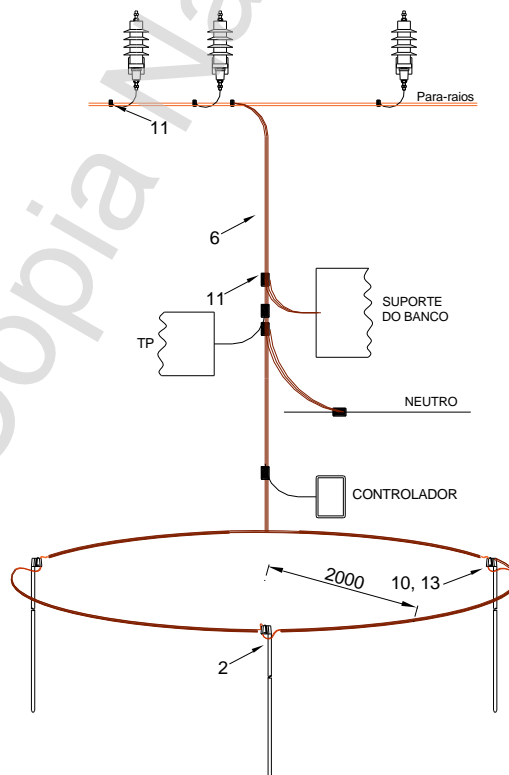 Para-raios
11
6
11
SUPORTE
DO BANCO
TP
NEUTRO
CONTROLADOR
2000
10, 13
2